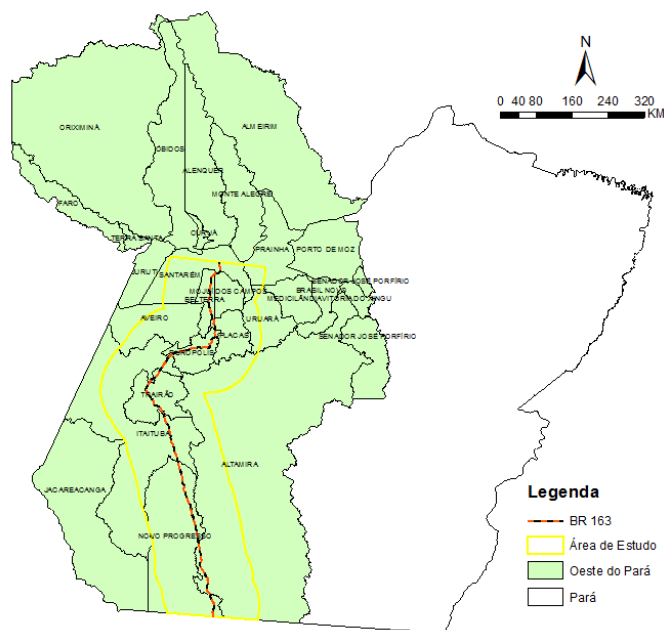 N
0 40 80 160 240 320
KM
ORIXIMINÁ
ÓBIDOS
ALMEIRIM
ALENQUER
MONTE ALEGRE
FARO
TERRA SANTA
CURUÁ
PRAINHA
PORTO DE MOZ
JURUTI
SANTARÉM
MOJUÍ DOS CAMPOS
BELTERRA
SENADOR JOSÉ PORFÍRIO
BRASIL NOVO
MEDICILÂNDIA
VITÓRIA DO XINGU
AVEIRO
URUARÁ
PLACAS
SENADOR JOSÉ PORFÍRIO
RURÓPOLIS
TRAIRÃO
ITAITUBA
ALTAMIRA
JACAREACANGA
NOVO PROGRESSO
Legenda
BR 163
Área de Estudo
Oeste do Pará
Pará